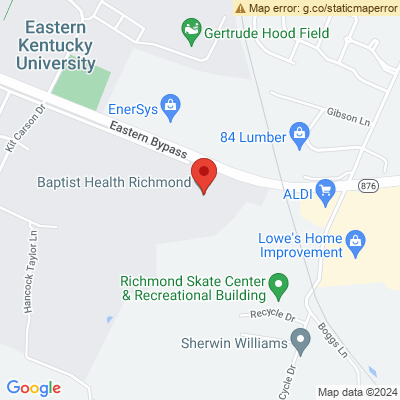 Map error: g.co/staticmaperror
Eastern
Kentucky
University
Gertrude Hood Field
EnerSys
Gibson Ln
Kit Carson Dr
Eastern Bypass
84 Lumber
Baptist Health Richmond
ALDI
876
Hancock Taylor Ln
Lowe's Home
Improvement
Richmond Skate Center
& Recreational Building
Recycle Dr
Boggs Ln
Sherwin Williams
Cycle Dr
Google
Map data ©2024